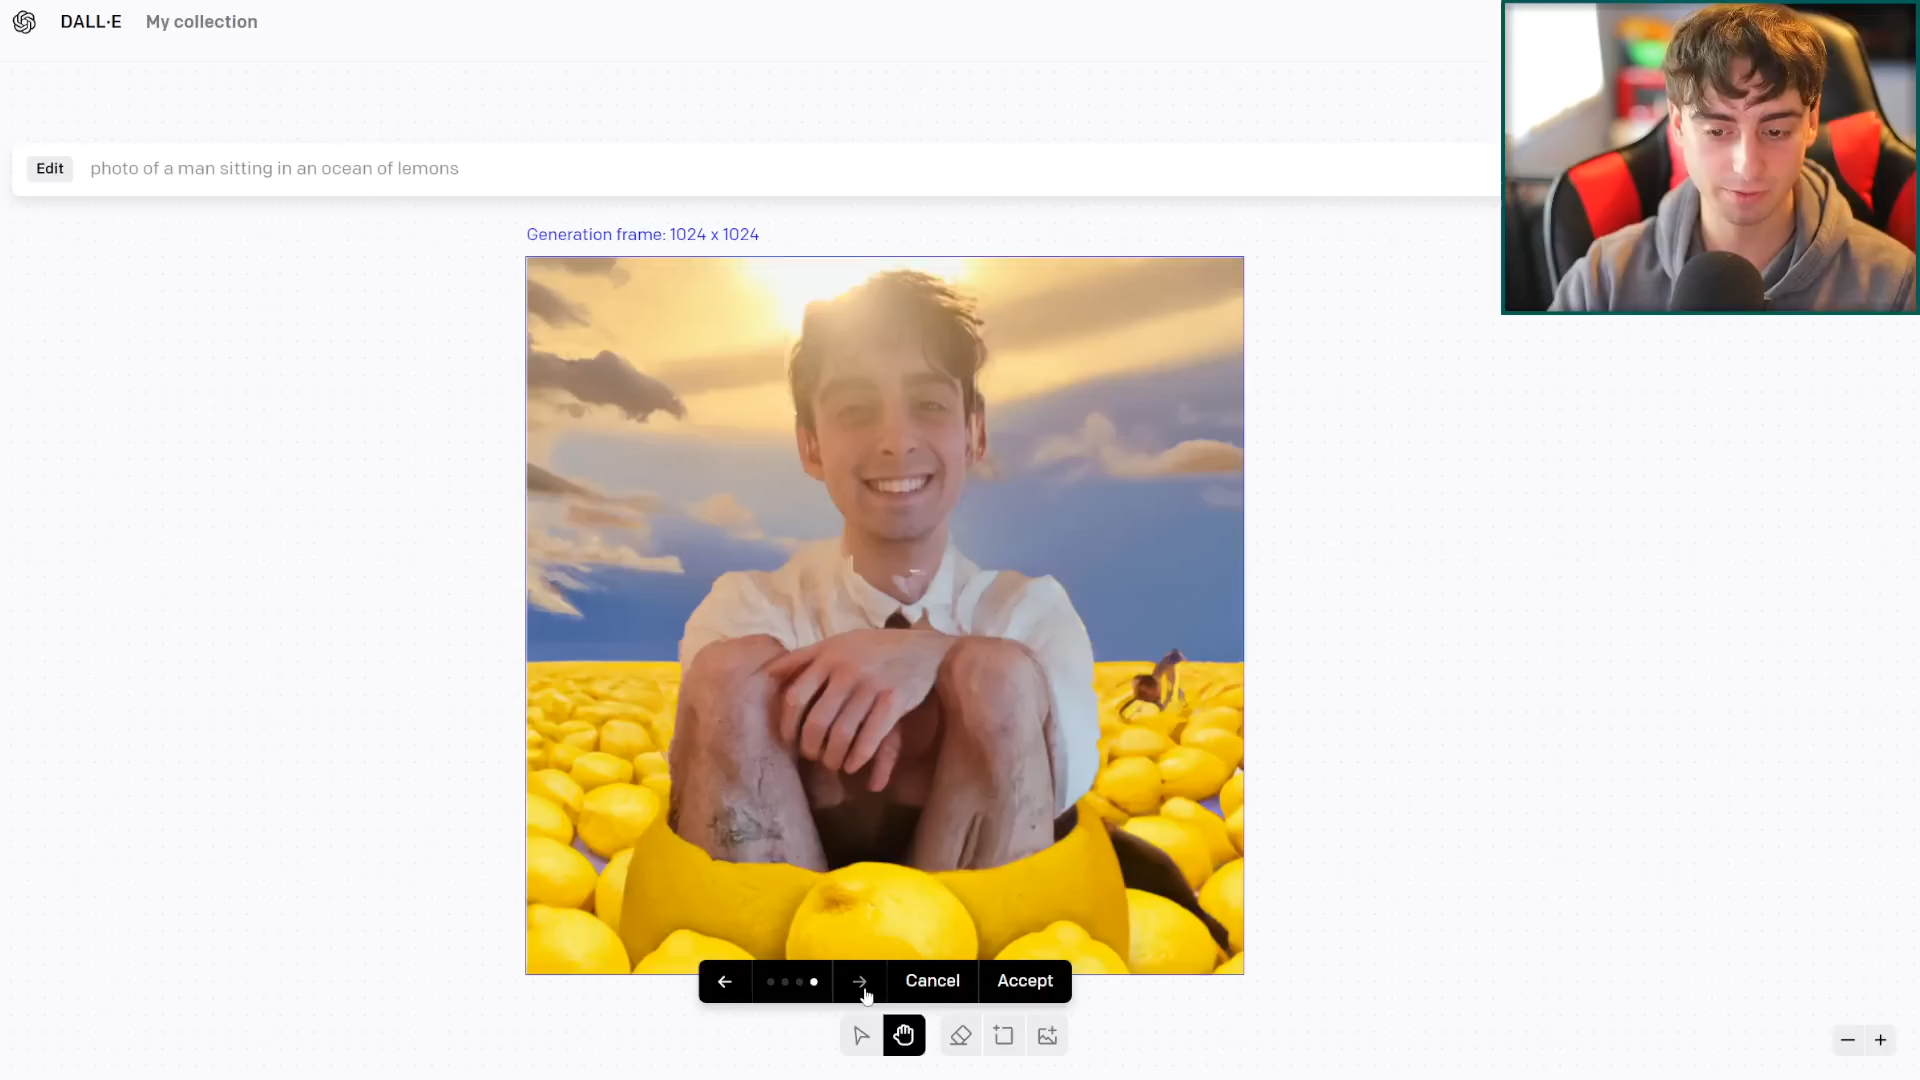 DALL·E My collection
Edit photo of a man sitting in an ocean of lemons
Generation frame: 1024 x 1024
Cancel Accept